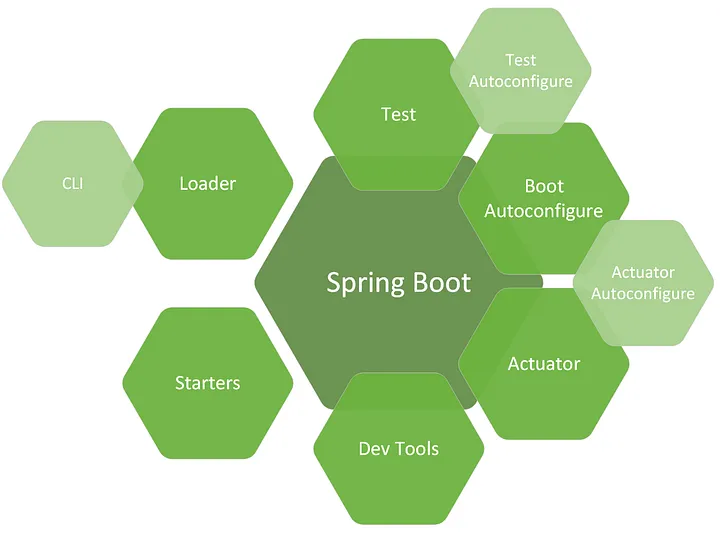 Test
Autoconfigure
Test
CLI
Loader
Boot
Autoconfigure
Spring Boot
Actuator
Autoconfigure
Actuator
Starters
Dev Tools